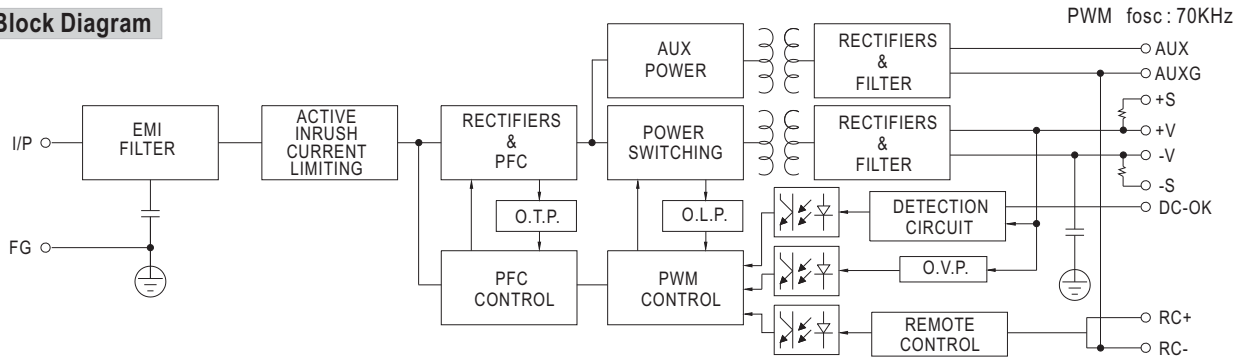 Block Diagram
PWM fosc : 70KHz
AUX
POWER
RECTIFIERS
&
FILTER
AUX
AUXG
+S
I/P
EMI
FILTER
ACTIVE
INRUSH
CURRENT
LIMITING
RECTIFIERS
&
PFC
POWER
SWITCHING
RECTIFIERS
&
FILTER
+V
-V
-S
O.T.P.
O.L.P.
DETECTION
CIRCUIT
DC-OK
FG
PFC
CONTROL
PWM
CONTROL
O.V.P.
REMOTE
CONTROL
RC+
RC-